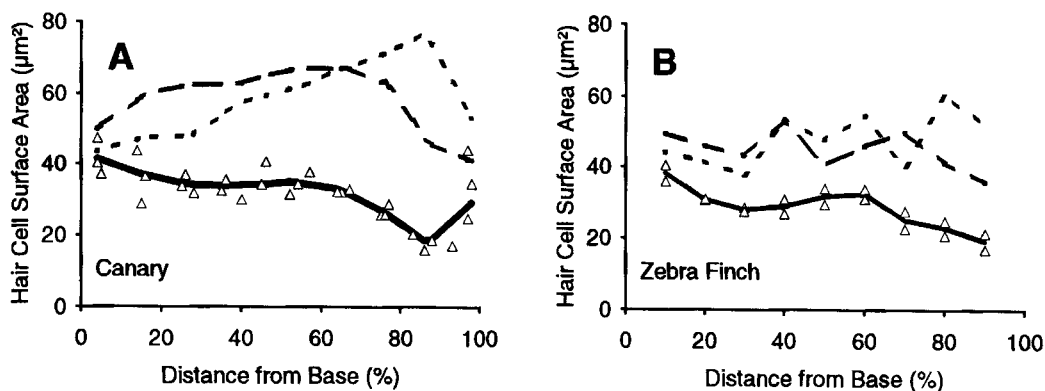 A
Hair Cell Surface Area (µm²)
80
60
40
20
0
Canary
0 20 40 60 80 100
Distance from Base (%)
B
Hair Cell Surface Area (µm²)
80
60
40
20
0
Zebra Finch
0 20 40 60 80 100
Distance from Base (%)